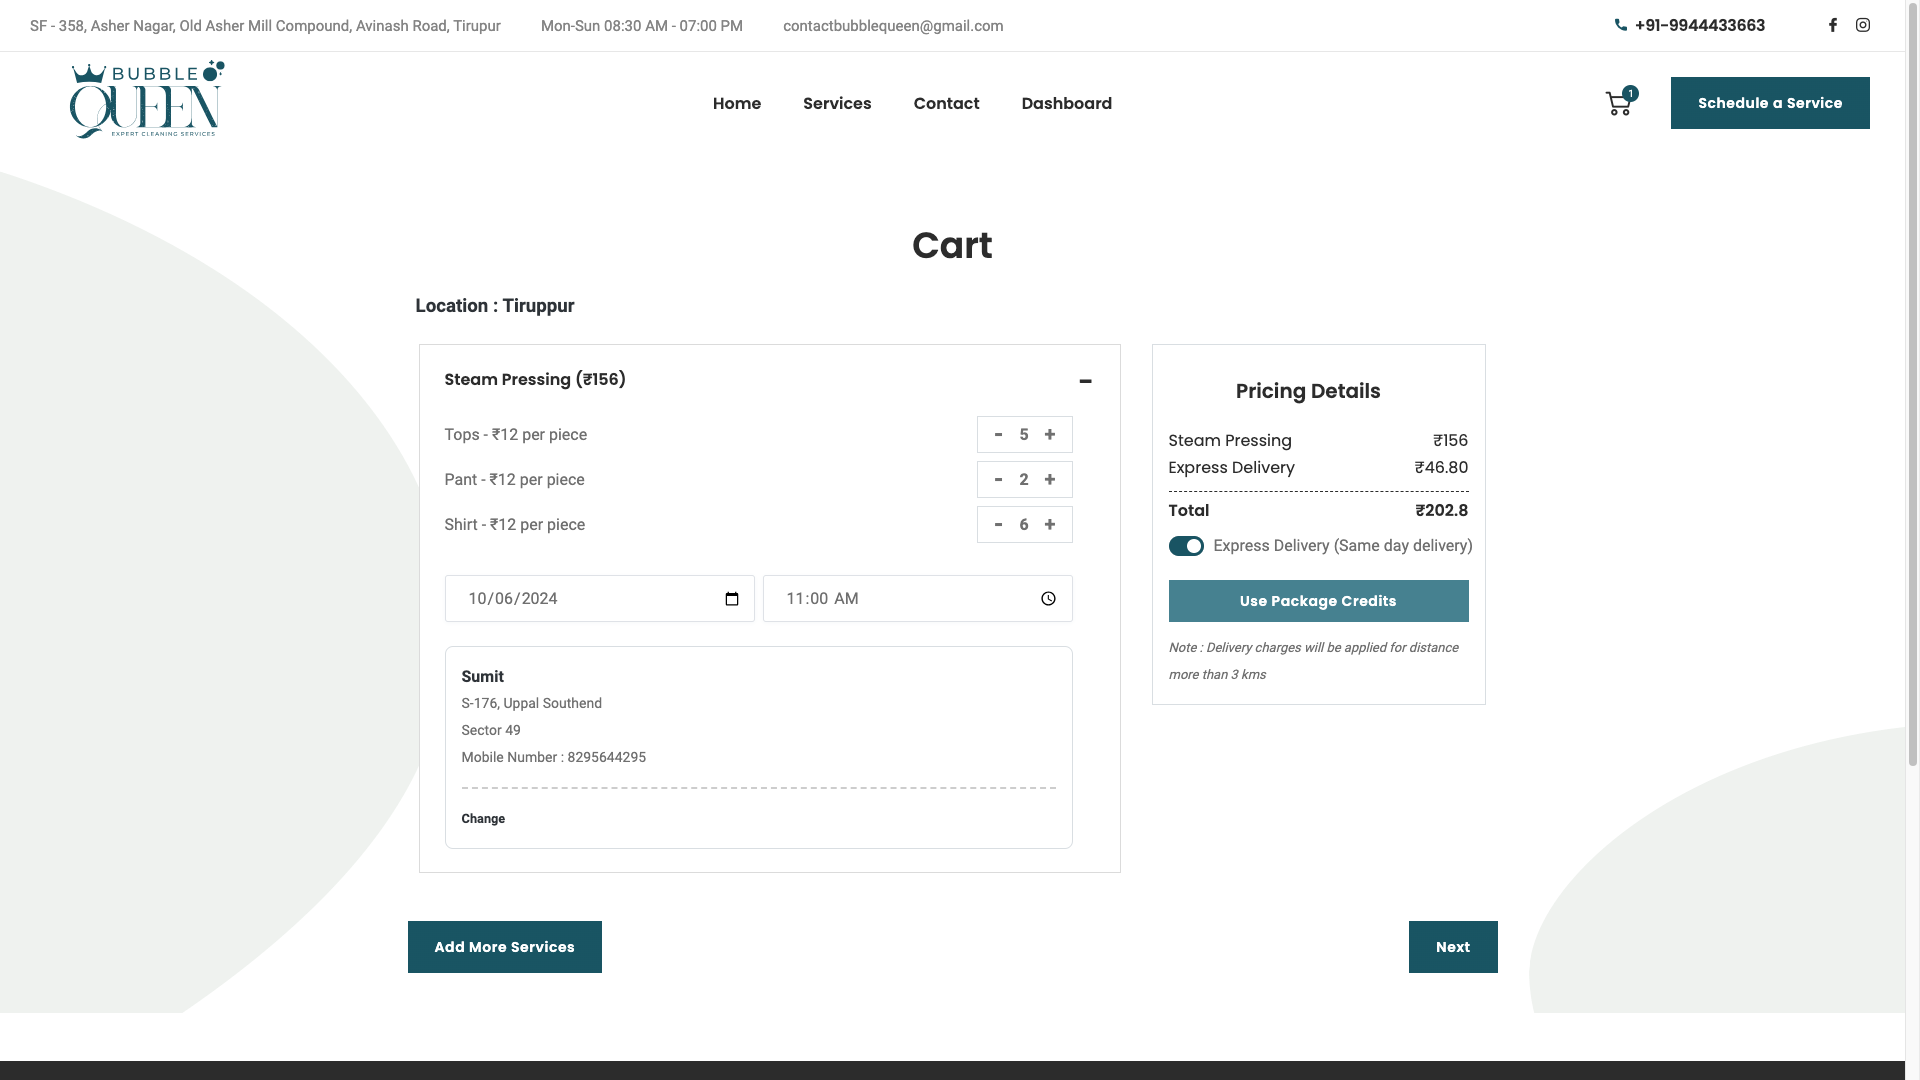 SF - 358, Asher Nagar, Old Asher Mill Compound, Avinash Road, Tirupur
Mon-Sun 08:30 AM - 07:00 PM
contactbubblequeen@gmail.com
+91-9944433663
BUBBLE
QUEEN
EXPERT CLEANING SERVICES
Home
Services
Contact
Dashboard
1
Schedule a Service
Cart
Location : Tiruppur
Steam Pressing (₹156)
-
Tops - ₹12 per piece
- 5 +
Pant - ₹12 per piece
- 2 +
Shirt - ₹12 per piece
- 6 +
10/06/2024
11:00 AM
Sumit
S-176, Uppal Southend
Sector 49
Mobile Number : 8295644295
Change
Pricing Details
Steam Pressing ₹156
Express Delivery ₹46.80
Total ₹202.8
Express Delivery (Same day delivery)
Use Package Credits
Note : Delivery charges will be applied for distance
more than 3 kms
Add More Services
Next